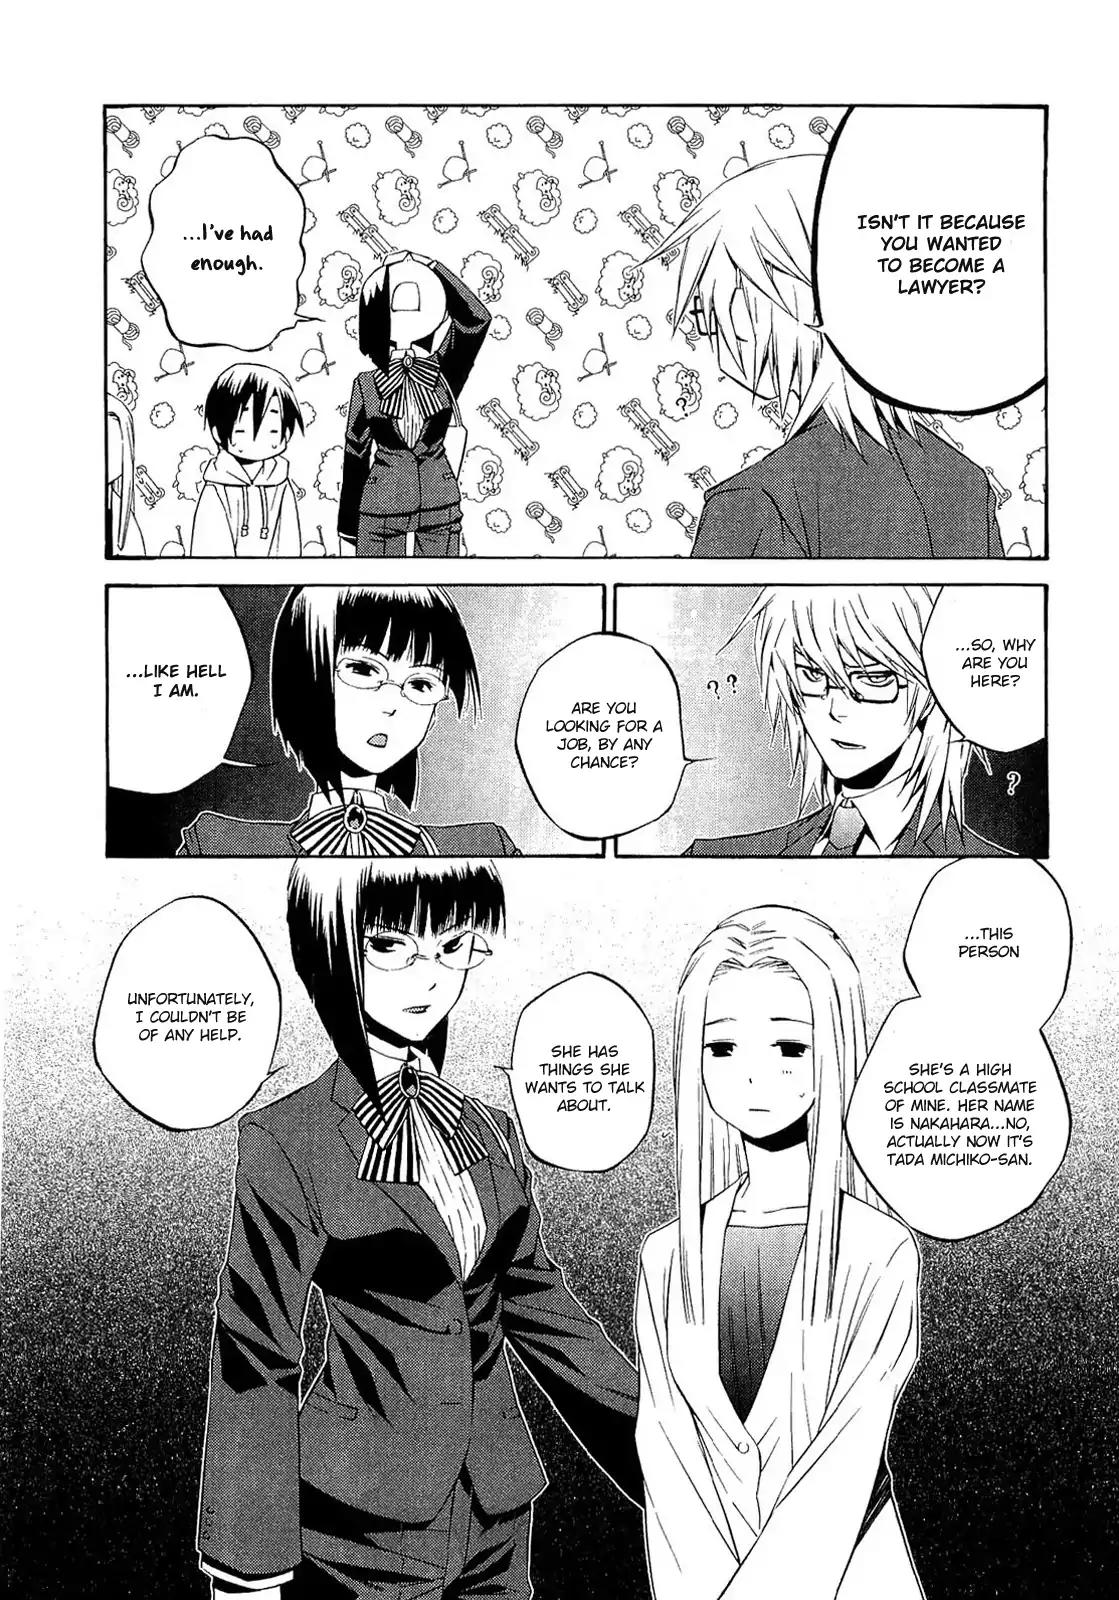 ISN'T IT BECAUSE
YOU WANTED
TO BECOME A
LAWYER?
...I've had
enough.
...SO, WHY
ARE YOU
HERE?
? ?
?
ARE YOU
LOOKING FOR A
JOB, BY ANY
CHANCE?
...LIKE HELL
I AM.
...THIS
PERSON
SHE'S A HIGH
SCHOOL CLASSMATE
OF MINE. HER NAME
IS NAKAHARA...NO,
ACTUALLY NOW IT'S
TADA MICHIKO-SAN.
SHE HAS
THINGS SHE
WANTS TO TALK
ABOUT.
UNFORTUNATELY,
I COULDN'T BE
OF ANY HELP.